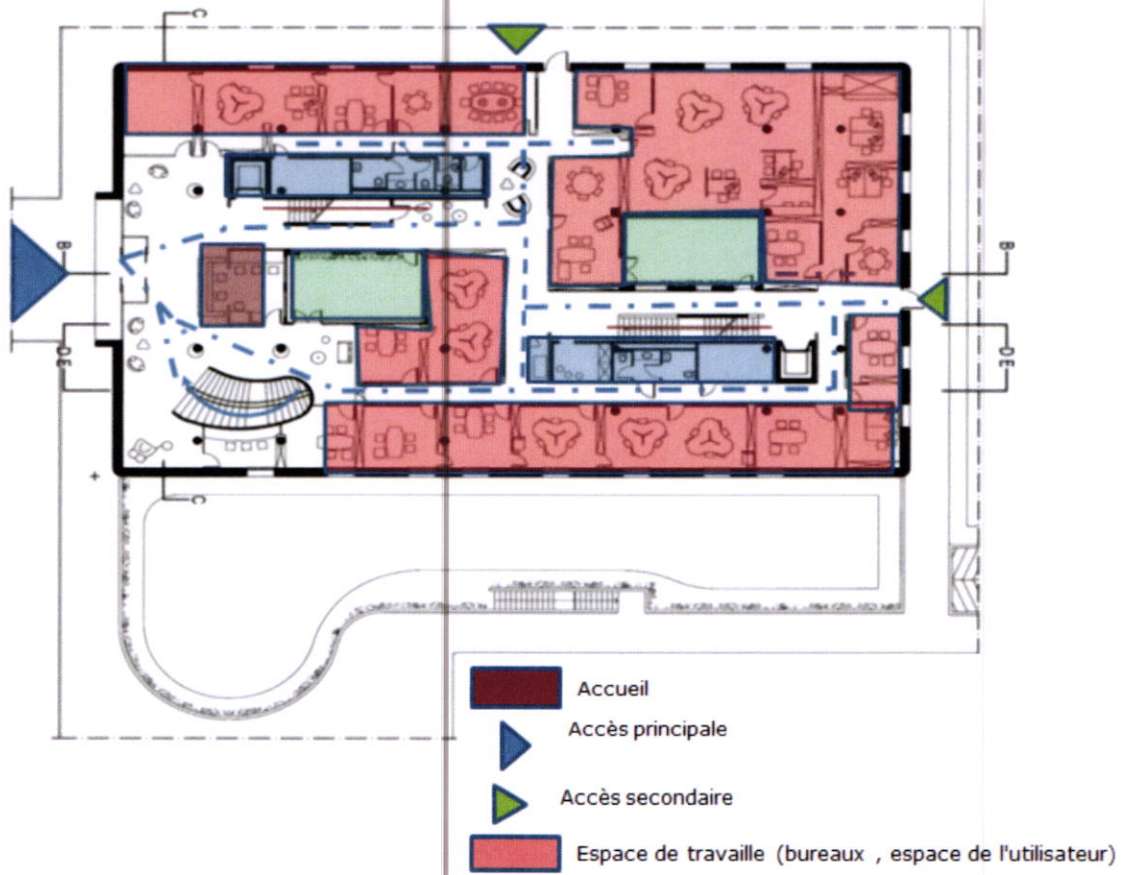 C
B
B
D.E
D.E
C
Accueil
Accès principale
Accès secondaire
Espace de travaille (bureaux , espace de l'utilisateur)